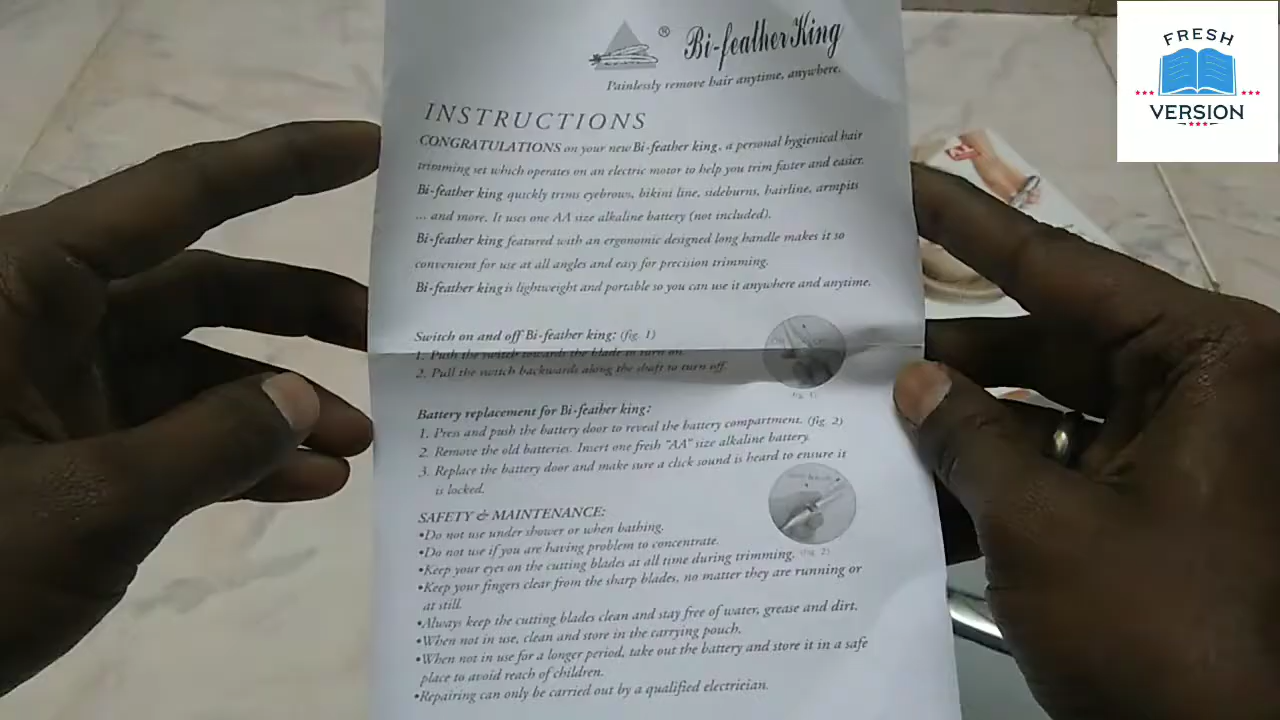 FRESH
VERSION
®
Bi-feather King
Painlessly remove hair anytime, anywhere.
INSTRUCTIONS
CONGRATULATIONS on your new Bi-feather king, a personal hygienical hair
trimming set which operates on an electric motor to help you trim faster and easier.
Bi-feather king quickly trims eyebrows, bikini line, sideburns, hairline, armpits
... and more. It uses one AA size alkaline battery (not included).
Bi-feather king featured with an ergonomic designed long handle makes it so
convenient for use at all angles and easy for precision trimming.
Bi-feather king is lightweight and portable so you can use it anywhere and anytime.
Switch on and off Bi-feather king: (fig. 1)
1. Push the switch towards the blade to turn on.
2. Pull the switch backwards along the shaft to turn off.
(fig. 1)
Battery replacement for Bi-feather king:
1. Press and push the battery door to reveal the battery compartment. (fig. 2)
2. Remove the old batteries. Insert one fresh "AA" size alkaline battery.
3. Replace the battery door and make sure a click sound is heard to ensure it
is locked.
(fig. 2)
SAFETY & MAINTENANCE:
•Do not use under shower or when bathing.
•Do not use if you are having problem to concentrate.
•Keep your eyes on the cutting blades at all time during trimming.
•Keep your fingers clear from the sharp blades, no matter they are running or
at still.
•Always keep the cutting blades clean and stay free of water, grease and dirt.
•When not in use, clean and store in the carrying pouch.
•When not in use for a longer period, take out the battery and store it in a safe
place to avoid reach of children.
•Repairing can only be carried out by a qualified electrician.